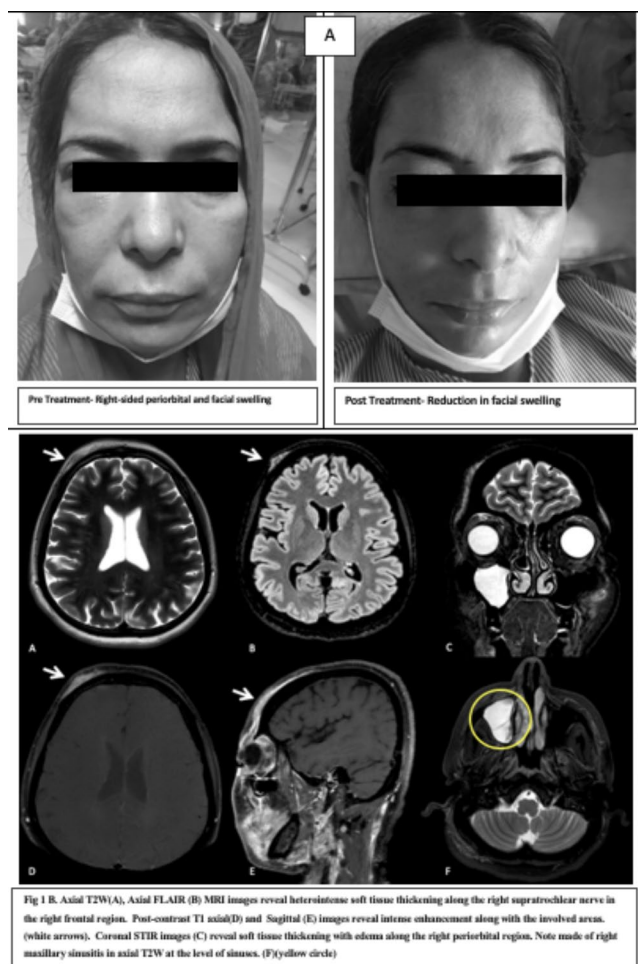 A
Pre Treatment- Right-sided periorbital and facial swelling
Post Treatment- Reduction in facial swelling
A
B
C
D
E
F
Fig 1 B. Axial T2W(A), Axial FLAIR (B) MRI images reveal heterointense soft tissue thickening along the right supratrochlear nerve in
the right frontal region. Post-contrast T1 axial(D) and Sagittal (E) images reveal intense enhancement along with the involved areas.
(white arrows). Coronal STIR images (C) reveal soft tissue thickening with edema along the right periorbital region. Note made of right
maxillary sinusitis in axial T2W at the level of sinuses. (F)(yellow circle)